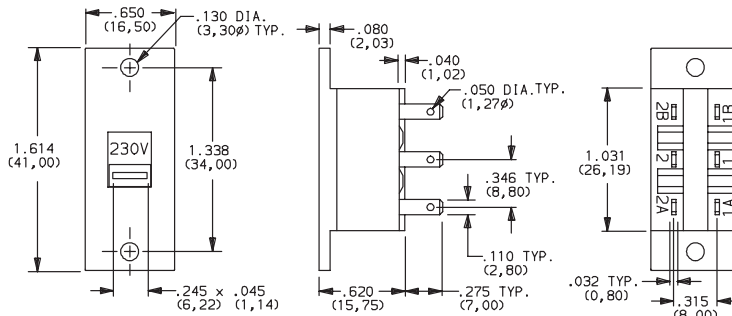 .650
(16,50)
.130 DIA.
(3,30ø) TYP.
1.614
(41,00)
230V
1.338
(34,00)
.245 x .045
(6,22) (1,14)
.080
(2,03)
.040
(1,02)
.050 DIA.TYP.
(1,27ø)
.346 TYP.
(8,80)
.110 TYP.
(2,80)
.620
(15,75)
.275 TYP.
(7,00)
1.031
(26,19)
2B
1B
2
1
2A
1A
.032 TYP.
(0,80)
.315
(8,00)